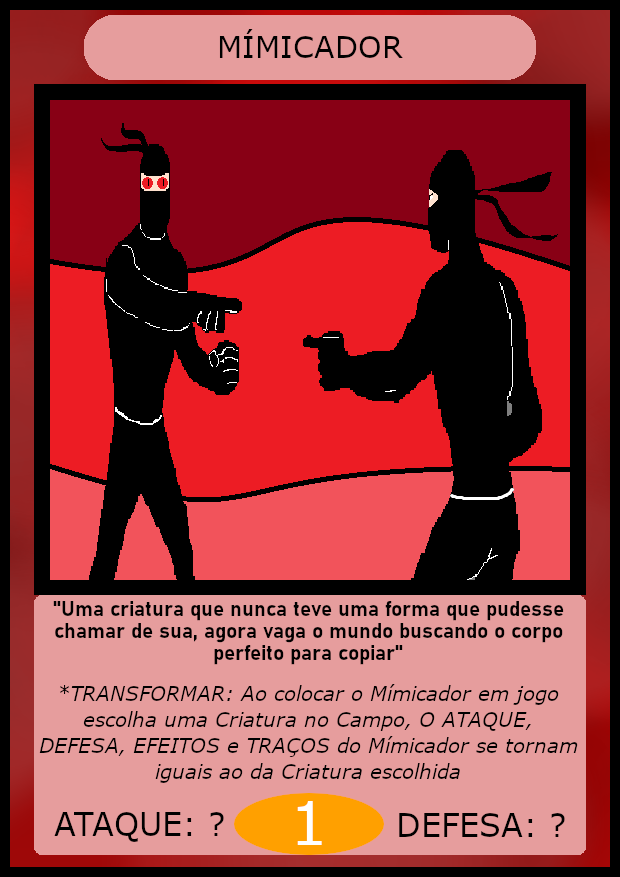 MÍMICADOR
"Uma criatura que nunca teve uma forma que pudesse
chamar de sua, agora vaga o mundo buscando o corpo
perfeito para copiar"
*TRANSFORMAR: Ao colocar o Mímicador em jogo
escolha uma Criatura no Campo, O ATAQUE,
DEFESA, EFEITOS e TRAÇOS do Mímicador se tornam
iguais ao da Criatura escolhida
ATAQUE: ? 1 DEFESA: ?